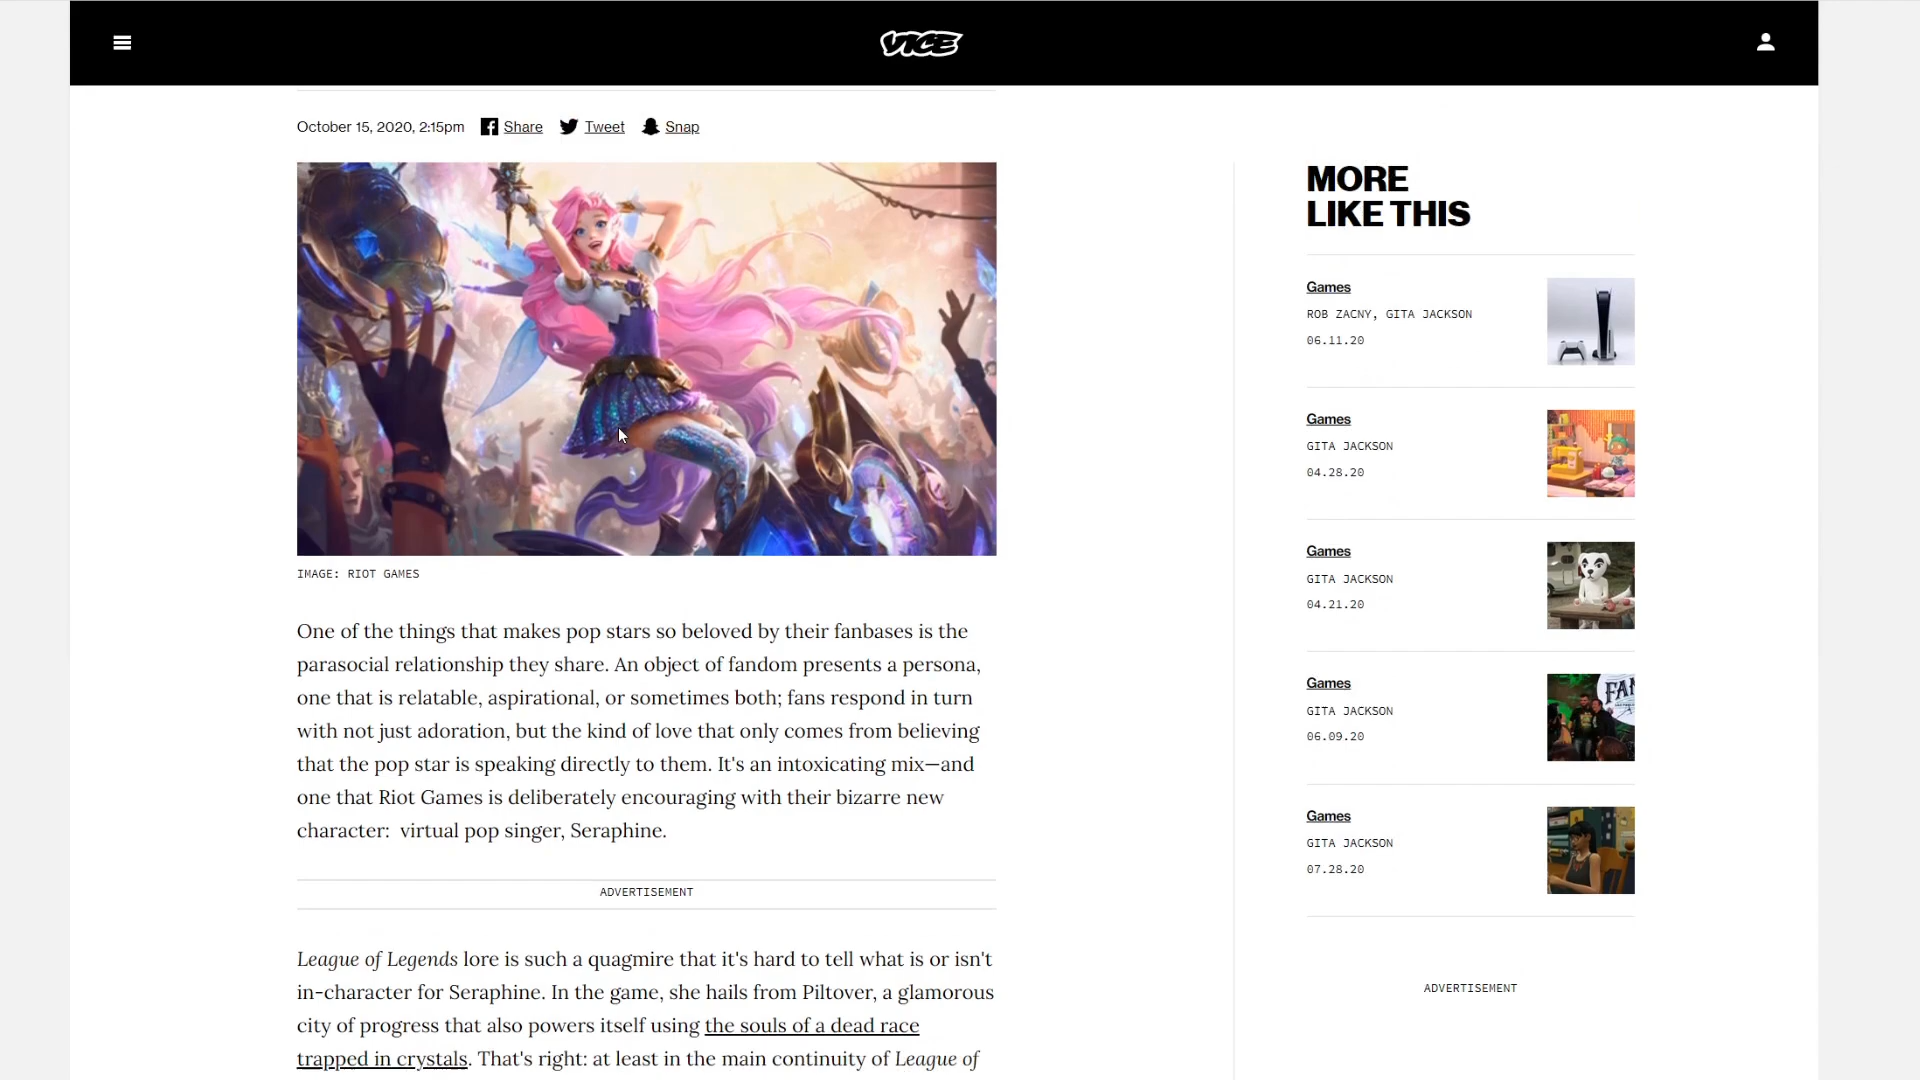 VICE
October 15, 2020, 2:15pm Share Tweet Snap
IMAGE: RIOT GAMES
One of the things that makes pop stars so beloved by their fanbases is the
parasocial relationship they share. An object of fandom presents a persona,
one that is relatable, aspirational, or sometimes both; fans respond in turn
with not just adoration, but the kind of love that only comes from believing
that the pop star is speaking directly to them. It's an intoxicating mix—and
one that Riot Games is deliberately encouraging with their bizarre new
character:  virtual pop singer, Seraphine.
ADVERTISEMENT
League of Legends lore is such a quagmire that it's hard to tell what is or isn't
in-character for Seraphine. In the game, she hails from Piltover, a glamorous
city of progress that also powers itself using the souls of a dead race
trapped in crystals. That's right: at least in the main continuity of League of
MORE
LIKE THIS
Games
ROB ZACNY, GITA JACKSON
06.11.20
Games
GITA JACKSON
04.28.20
Games
GITA JACKSON
04.21.20
Games
GITA JACKSON
06.09.20
FA
Games
GITA JACKSON
07.28.20
ADVERTISEMENT